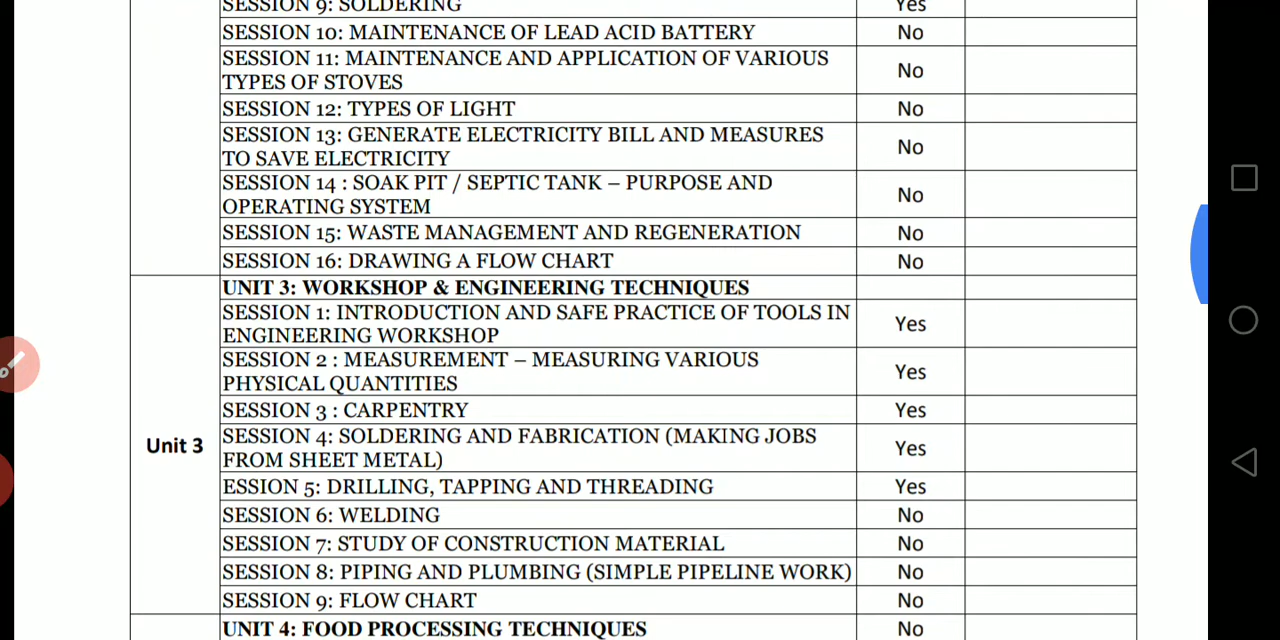 SESSION 9: SOLDERING Yes
SESSION 10: MAINTENANCE OF LEAD ACID BATTERY No
SESSION 11: MAINTENANCE AND APPLICATION OF VARIOUS
TYPES OF STOVES No
SESSION 12: TYPES OF LIGHT No
SESSION 13: GENERATE ELECTRICITY BILL AND MEASURES
TO SAVE ELECTRICITY No
SESSION 14 : SOAK PIT / SEPTIC TANK – PURPOSE AND
OPERATING SYSTEM No
SESSION 15: WASTE MANAGEMENT AND REGENERATION No
SESSION 16: DRAWING A FLOW CHART No
UNIT 3: WORKSHOP & ENGINEERING TECHNIQUES
SESSION 1: INTRODUCTION AND SAFE PRACTICE OF TOOLS IN
ENGINEERING WORKSHOP Yes
SESSION 2 : MEASUREMENT – MEASURING VARIOUS
PHYSICAL QUANTITIES Yes
SESSION 3 : CARPENTRY Yes
Unit 3
SESSION 4: SOLDERING AND FABRICATION (MAKING JOBS
FROM SHEET METAL) Yes
ESSION 5: DRILLING, TAPPING AND THREADING Yes
SESSION 6: WELDING No
SESSION 7: STUDY OF CONSTRUCTION MATERIAL No
SESSION 8: PIPING AND PLUMBING (SIMPLE PIPELINE WORK) No
SESSION 9: FLOW CHART No
UNIT 4: FOOD PROCESSING TECHNIQUES No